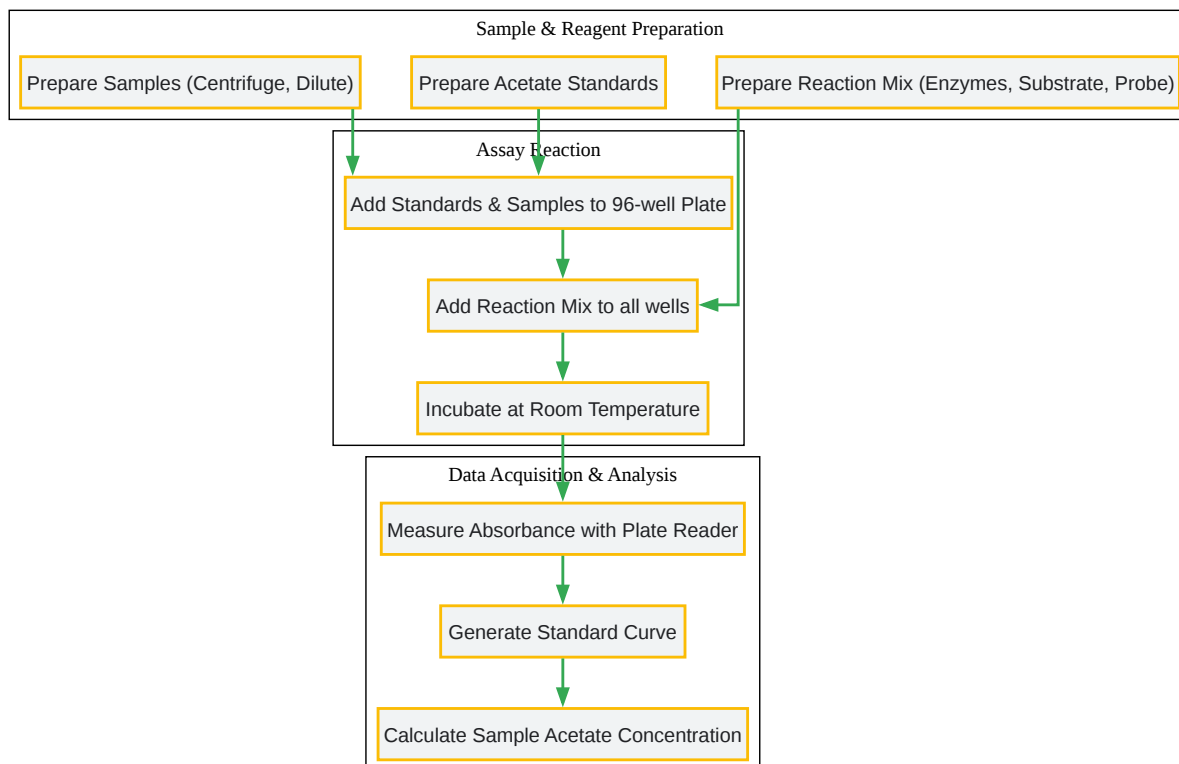 Sample & Reagent Preparation
Prepare Samples (Centrifuge, Dilute)
Prepare Acetate Standards
Prepare Reaction Mix (Enzymes, Substrate, Probe)
Assay Reaction
Add Standards & Samples to 96-well Plate
Add Reaction Mix to all wells
Incubate at Room Temperature
Data Acquisition & Analysis
Measure Absorbance with Plate Reader
Generate Standard Curve
Calculate Sample Acetate Concentration